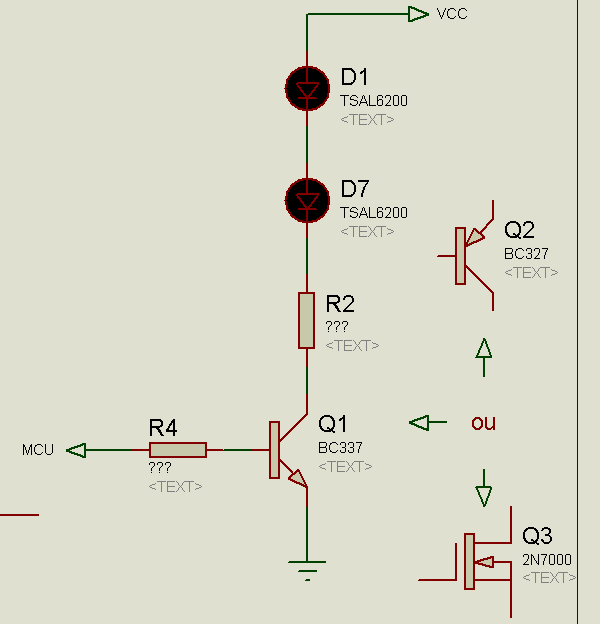 VCC
D1
TSAL6200
<TEXT>
D7
TSAL6200
<TEXT>
Q2
BC327
<TEXT>
R2
???
<TEXT>
Q1
BC337
<TEXT>
ou
R4
MCU
???
<TEXT>
Q3
2N7000
<TEXT>